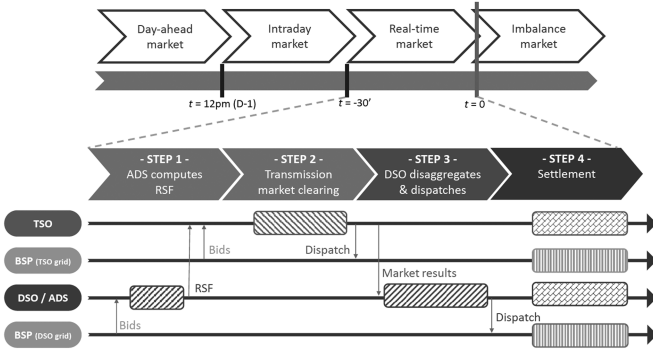 Day-ahead
market
Intraday
market
Real-time
market
Imbalance
market
t = 12pm (D-1)
t = -30'
t = 0
- STEP 1 -
ADS computes
RSF
- STEP 2 -
Transmission
market clearing
- STEP 3 -
DSO disaggregates
& dispatches
- STEP 4 -
Settlement
TSO
Bids
Dispatch
BSP (TSO grid)
Market results
RSF
DSO / ADS
Bids
Dispatch
BSP (DSO grid)